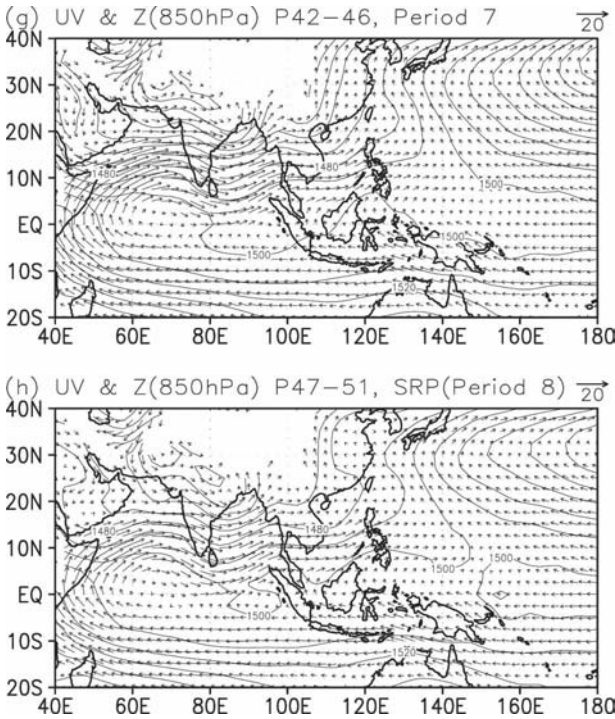 (g) UV & Z(850hPa) P42-46, Period 7
20
40N
30N
20N
10N
EQ
10S
20S
1480
1480
1500
1500
1500
1520
40E 60E 80E 100E 120E 140E 160E 180
(h) UV & Z(850hPa) P47-51, SRP(Period 8)
20
40N
30N
20N
10N
EQ
10S
20S
1480
1480
1500
1500
1500
1520
40E 60E 80E 100E 120E 140E 160E 180